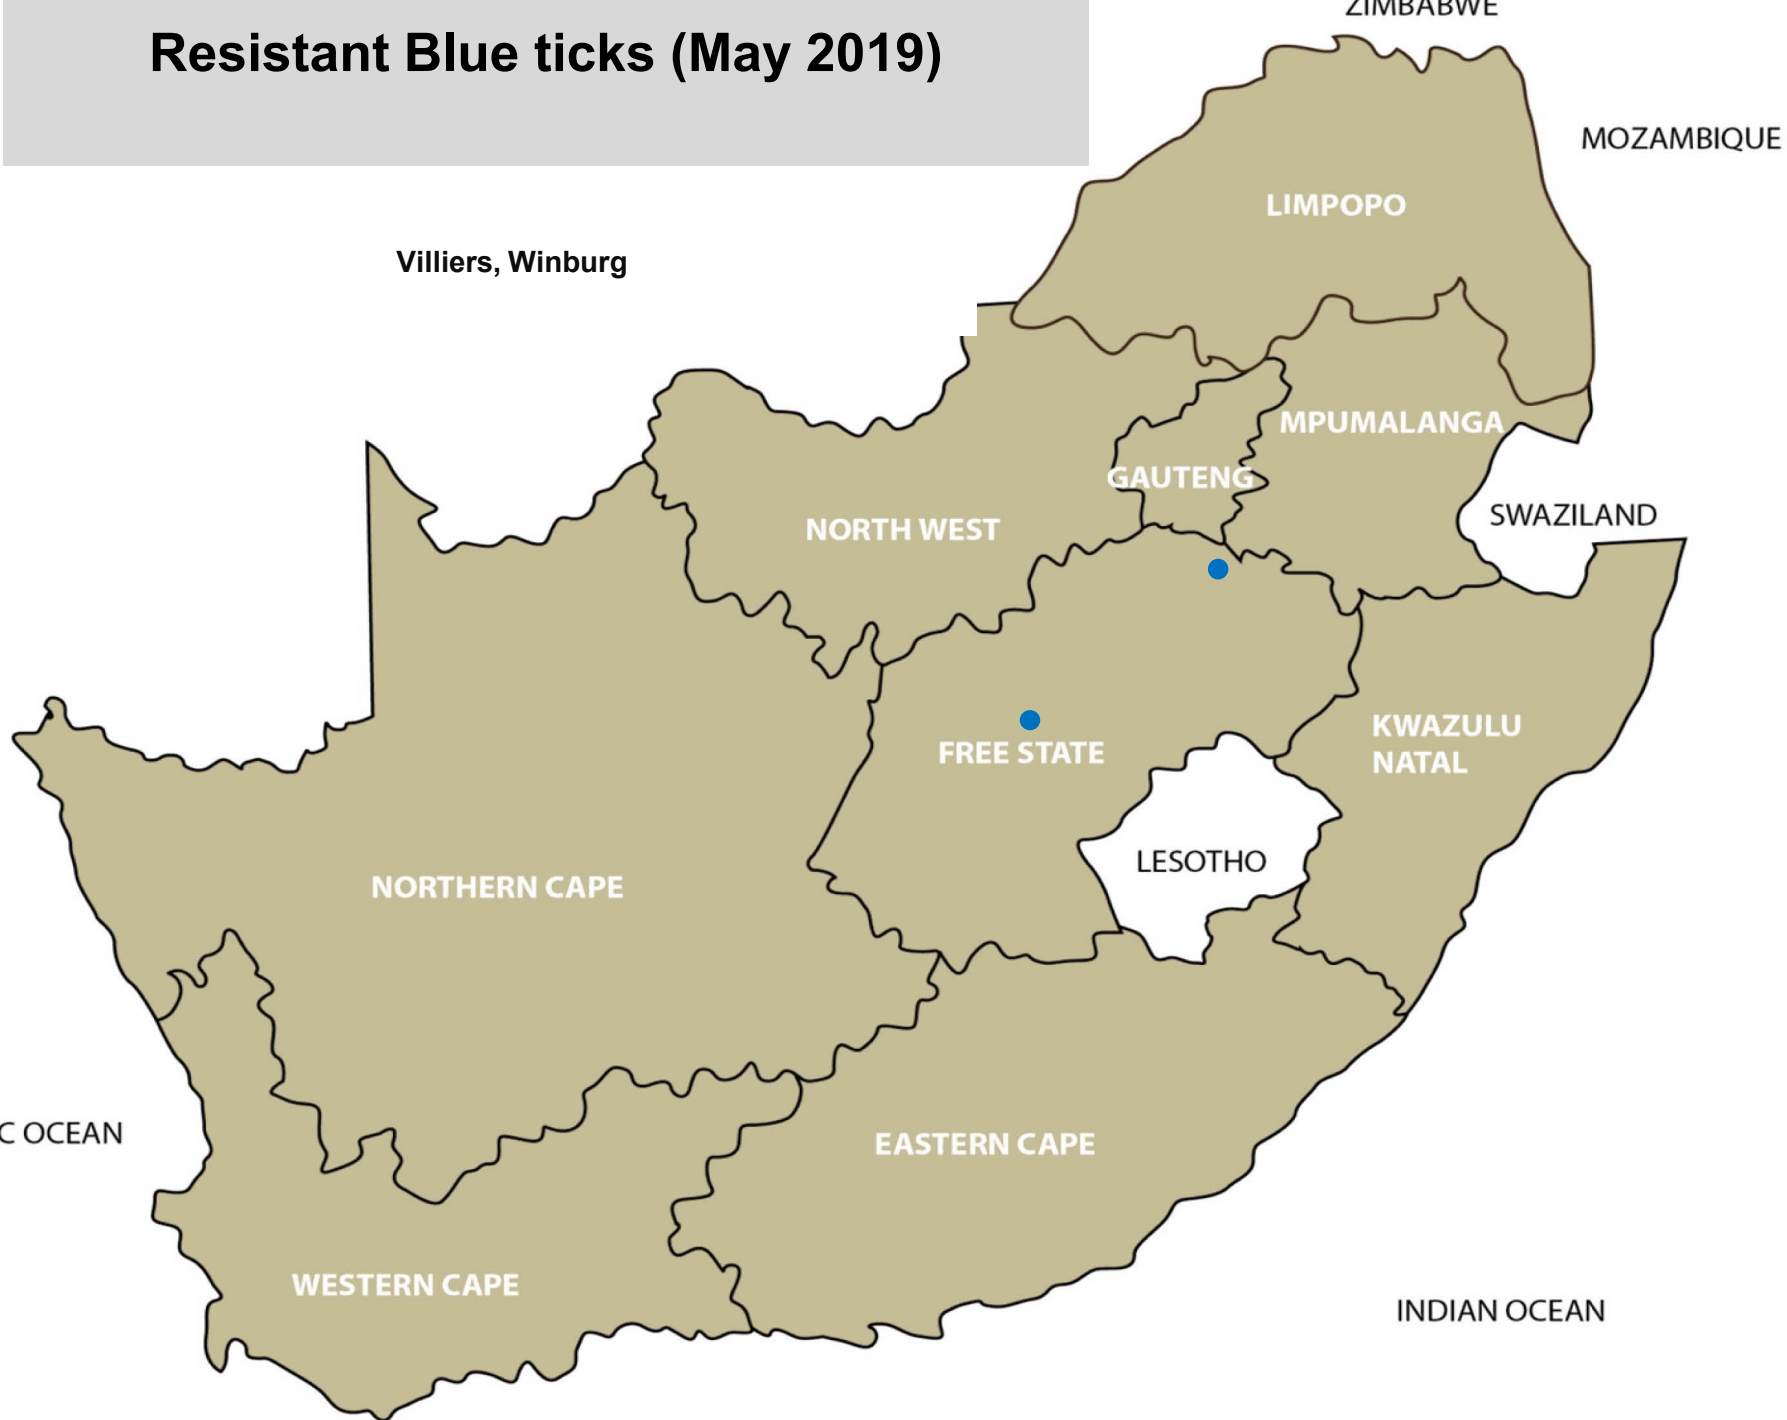 Resistant Blue ticks (May 2019)
ZIMBABWE
MOZAMBIQUE
LIMPOPO
Villiers, Winburg
MPUMALANGA
GAUTENG
SWAZILAND
NORTH WEST
KWAZULU
NATAL
FREE STATE
LESOTHO
NORTHERN CAPE
C OCEAN
EASTERN CAPE
WESTERN CAPE
INDIAN OCEAN